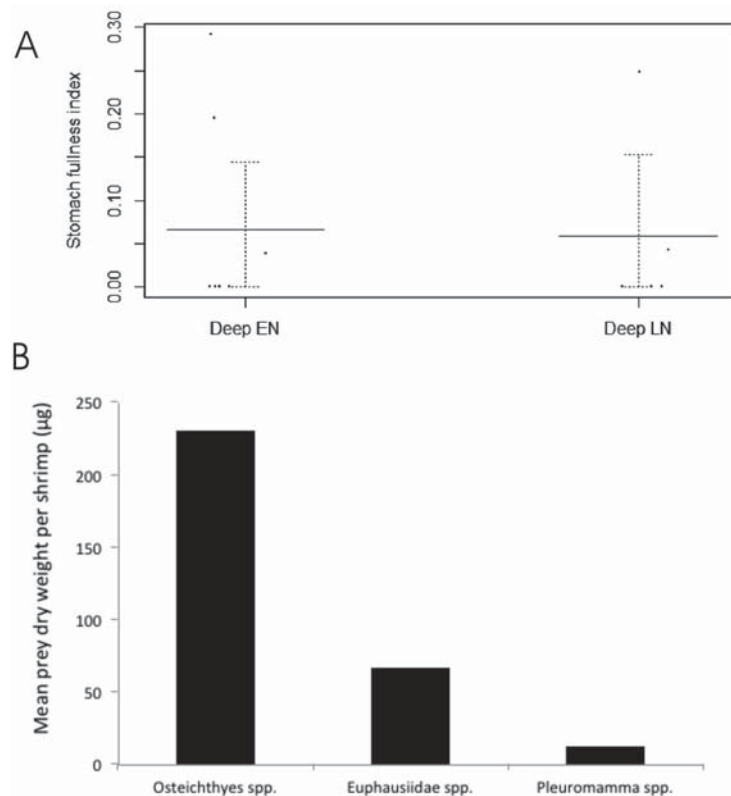 A
Stomach fullness index
0.30
0.20
0.10
0.00
Deep EN
Deep LN
B
Mean prey dry weight per shrimp (µg)
250
200
150
100
50
0
Osteichthyes spp.
Euphausiidae spp.
Pleuromamma spp.